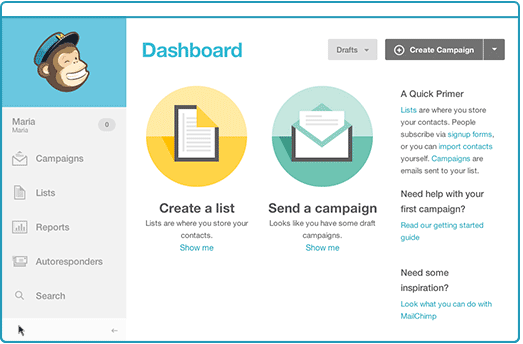 Maria
Maria
0
Campaigns
Lists
Reports
Autoresponders
Search
Dashboard
Drafts
Create Campaign
Create a list
Lists are where you store your
contacts.
Show me
Send a campaign
Looks like you have some draft
campaigns.
Show me
A Quick Primer
Lists are where you store
your contacts. People
subscribe via signup forms,
or you can import contacts
yourself. Campaigns are
emails sent to your list.
Need help with your
first campaign?
Read our getting started
guide
Need some
inspiration?
Look what you can do with
MailChimp